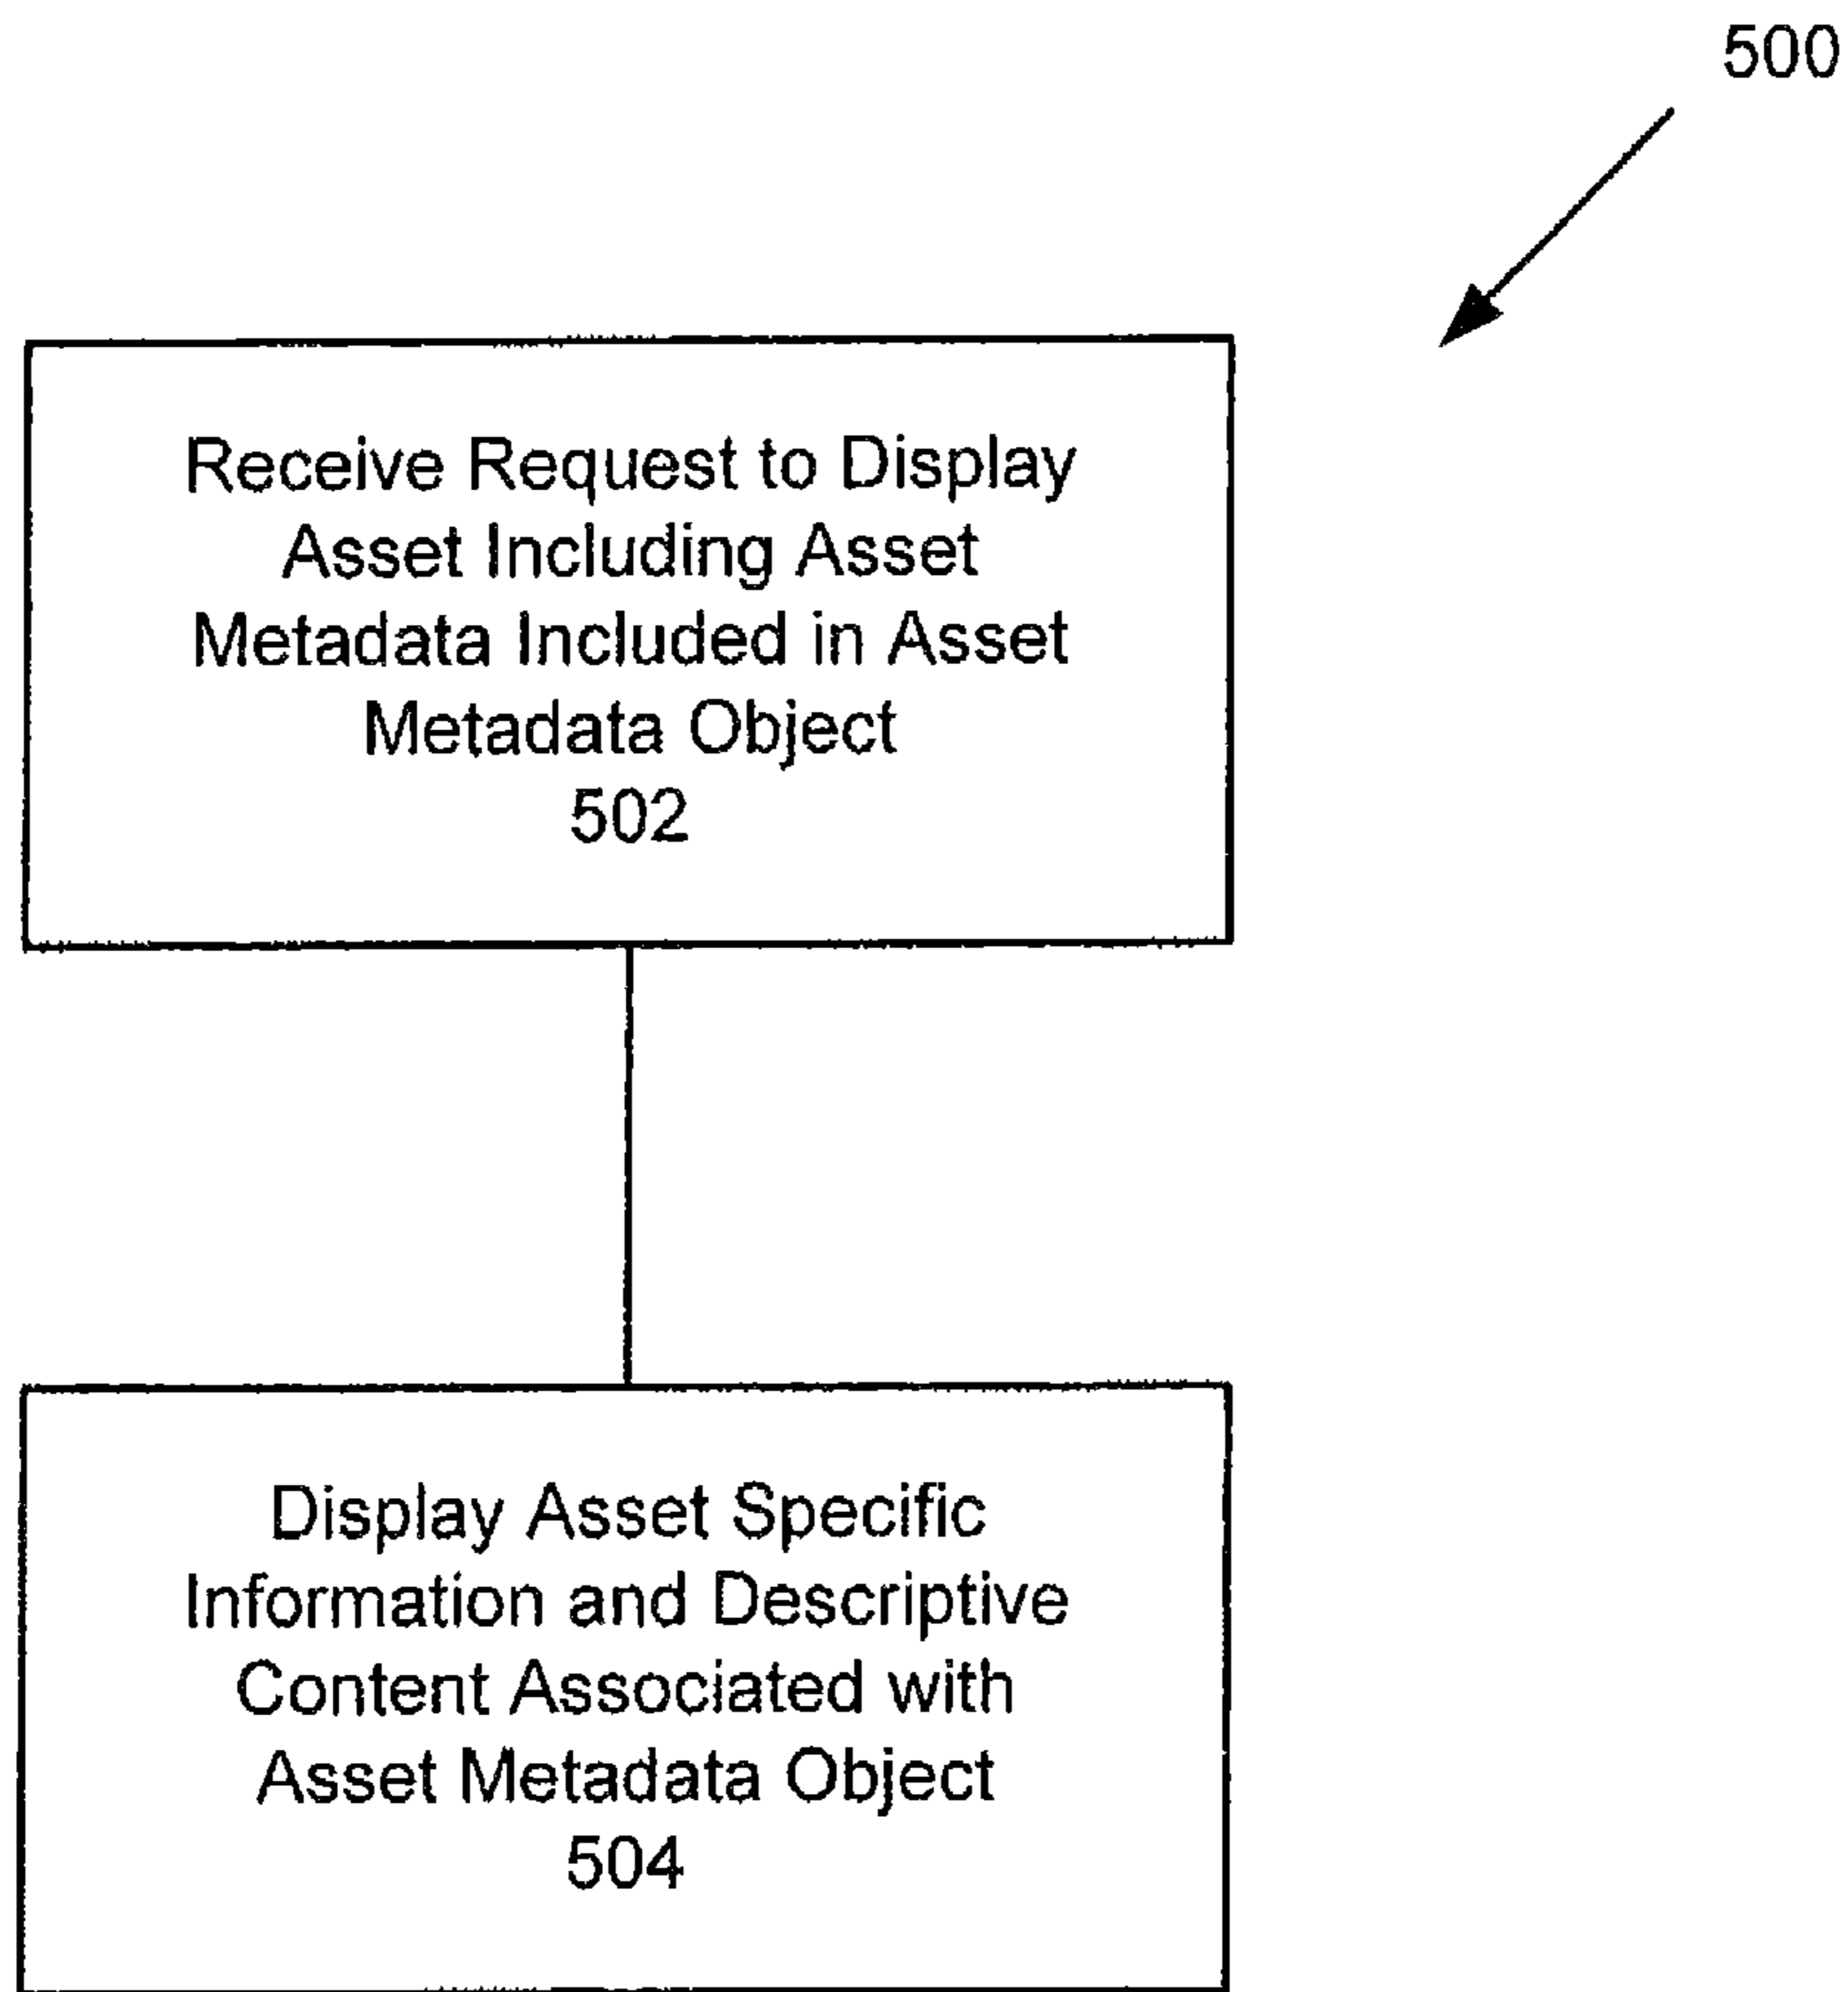 500
Receive Request to Display
Asset Including Asset
Metadata Included in Asset
Metadata Object
502
Display Asset Specific
Information and Descriptive
Content Associated with
Asset Metadata Object
504